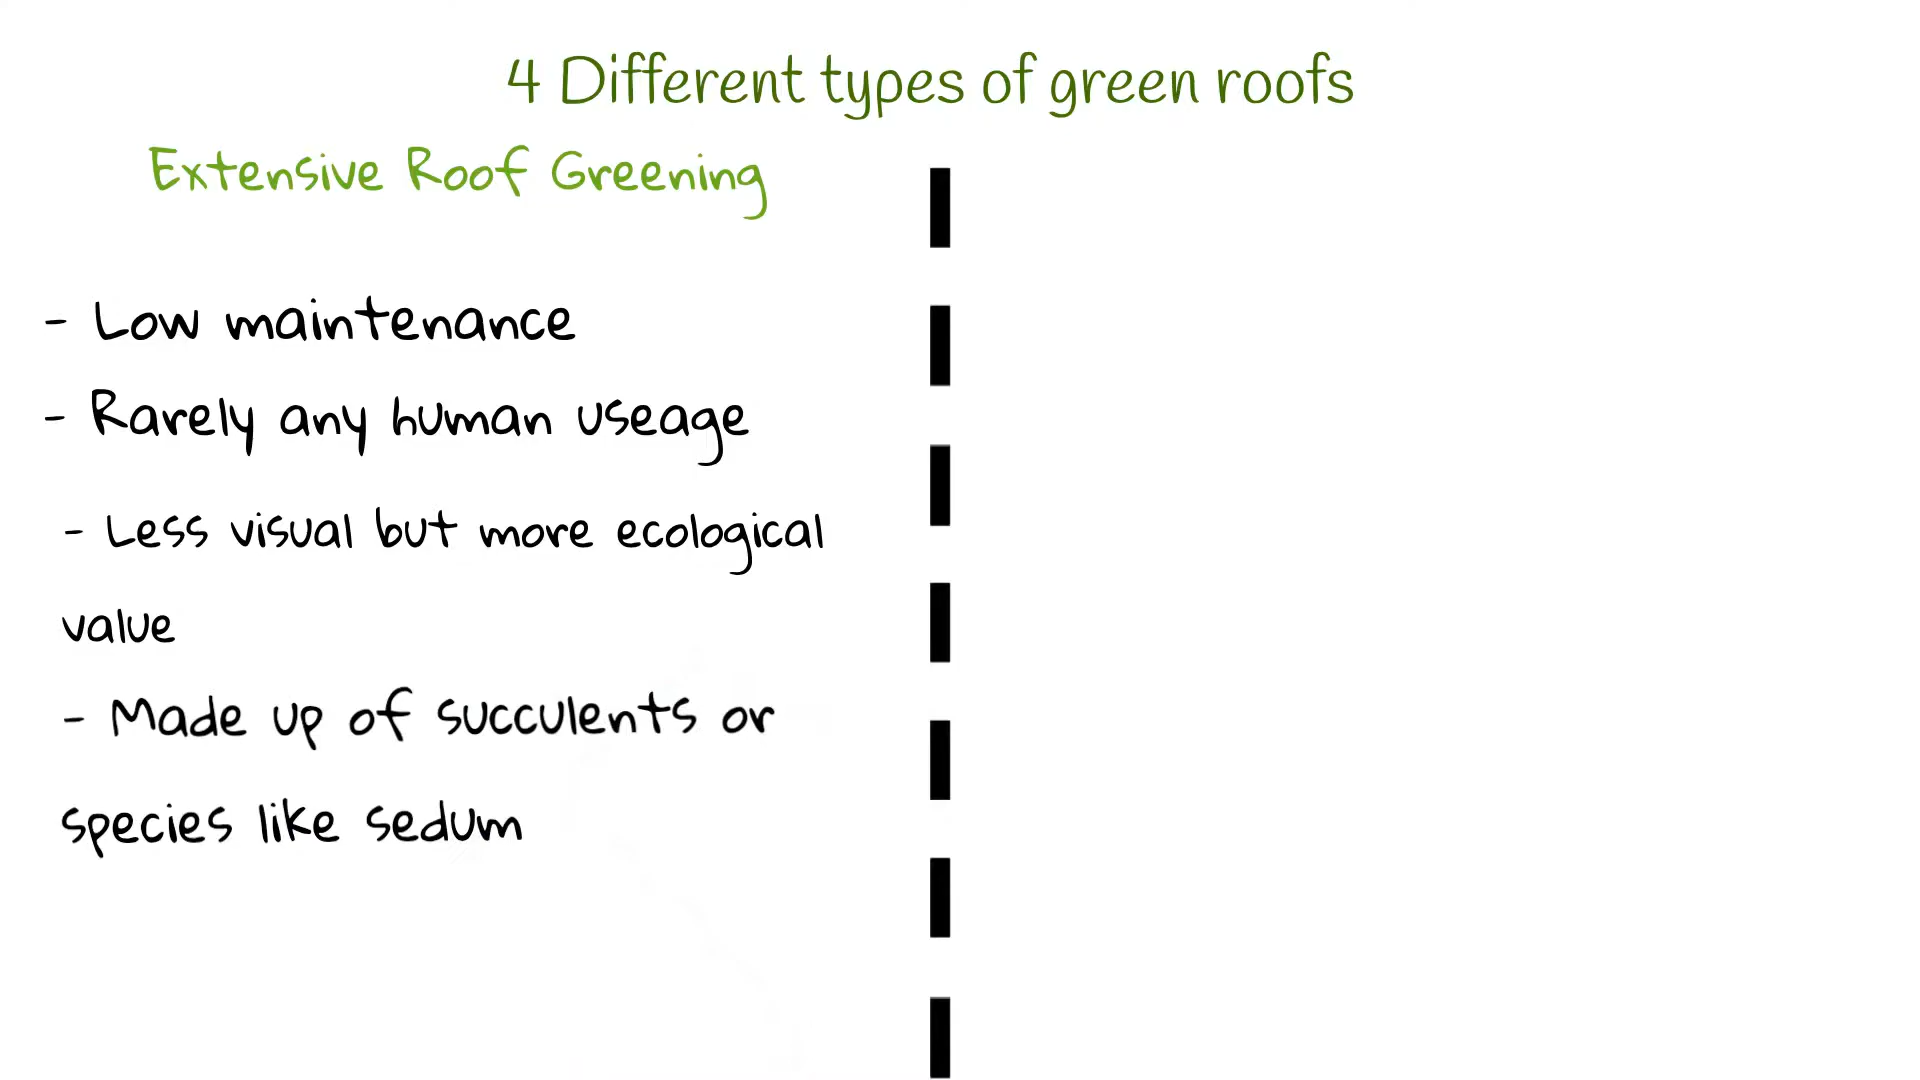 4 Different types of green roofs
Extensive Roof Greening
- Low maintenance
- Rarely any human useage
- Less visual but more ecological
value
- Made up of succulents or
species like sedum